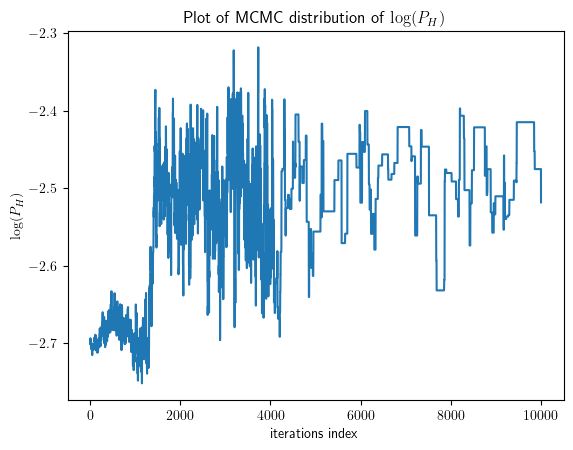 Plot of MCMC distribution of log(P_H)
−2.3
−2.4
−2.5
−2.6
−2.7
log(P_H)
0 2000 4000 6000 8000 10000
iterations index